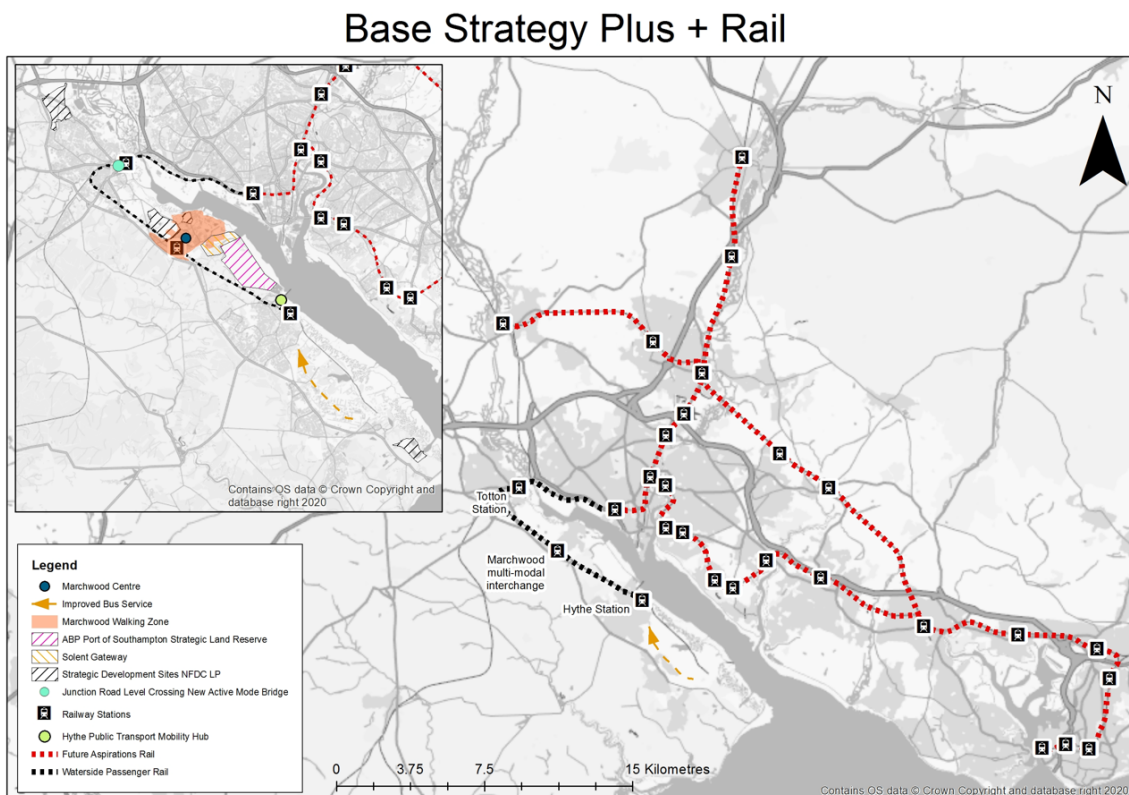 Base Strategy Plus + Rail
Contains OS data © Crown Copyright and
database right 2020
N
Totton
Station
Marchwood
multi-modal
interchange
Hythe Station
Legend
Marchwood Centre
Improved Bus Service
Marchwood Walking Zone
ABP Port of Southampton Strategic Land Reserve
Solent Gateway
Strategic Development Sites NFDC LP
Junction Road Level Crossing New Active Mode Bridge
Railway Stations
Hythe Public Transport Mobility Hub
Future Aspirations Rail
Waterside Passenger Rail
0 3.75 7.5 15 Kilometres
Contains OS data © Crown Copyright and database right 2020